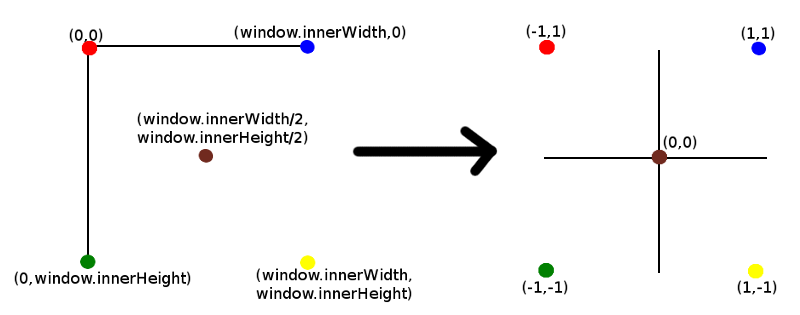 (0,0)
(window.innerWidth,0)
(window.innerWidth/2,
window.innerHeight/2)
(0,window.innerHeight)
(window.innerWidth,
window.innerHeight)
(-1,1)
(1,1)
(0,0)
(-1,-1)
(1,-1)